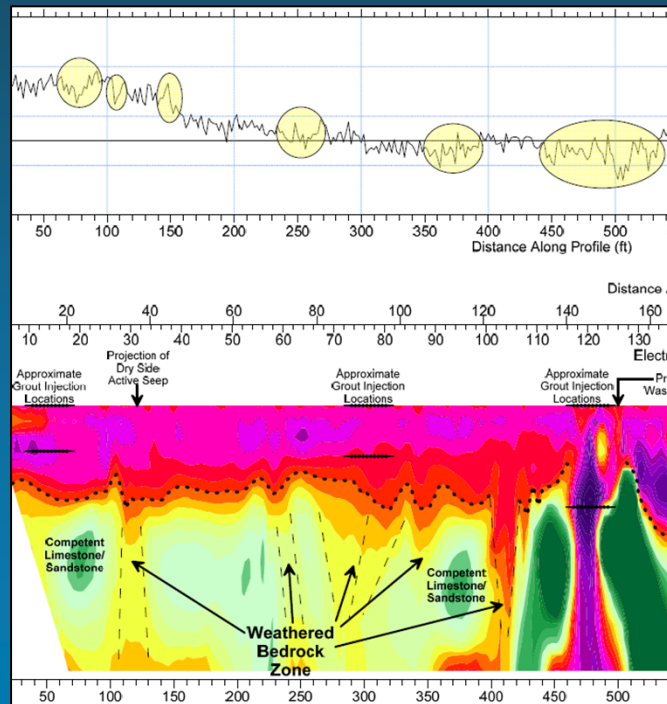 50 100 150 200 250 300 350 400 450 500
Distance Along Profile (ft)
Distance
20 40 60 80 100 120 140 160
10 20 30 40 50 60 70 80 90 100 110 120 130
Electr
Approximate
Grout Injection
Locations
Projection of
Dry Side
Active Seep
Approximate
Grout Injection
Locations
Approximate
Grout Injection
Locations
Pr
Was
Competent
Limestone/
Sandstone
Competent
Limestone/
Sandstone
Weathered
Bedrock
Zone
50 100 150 200 250 300 350 400 450 500